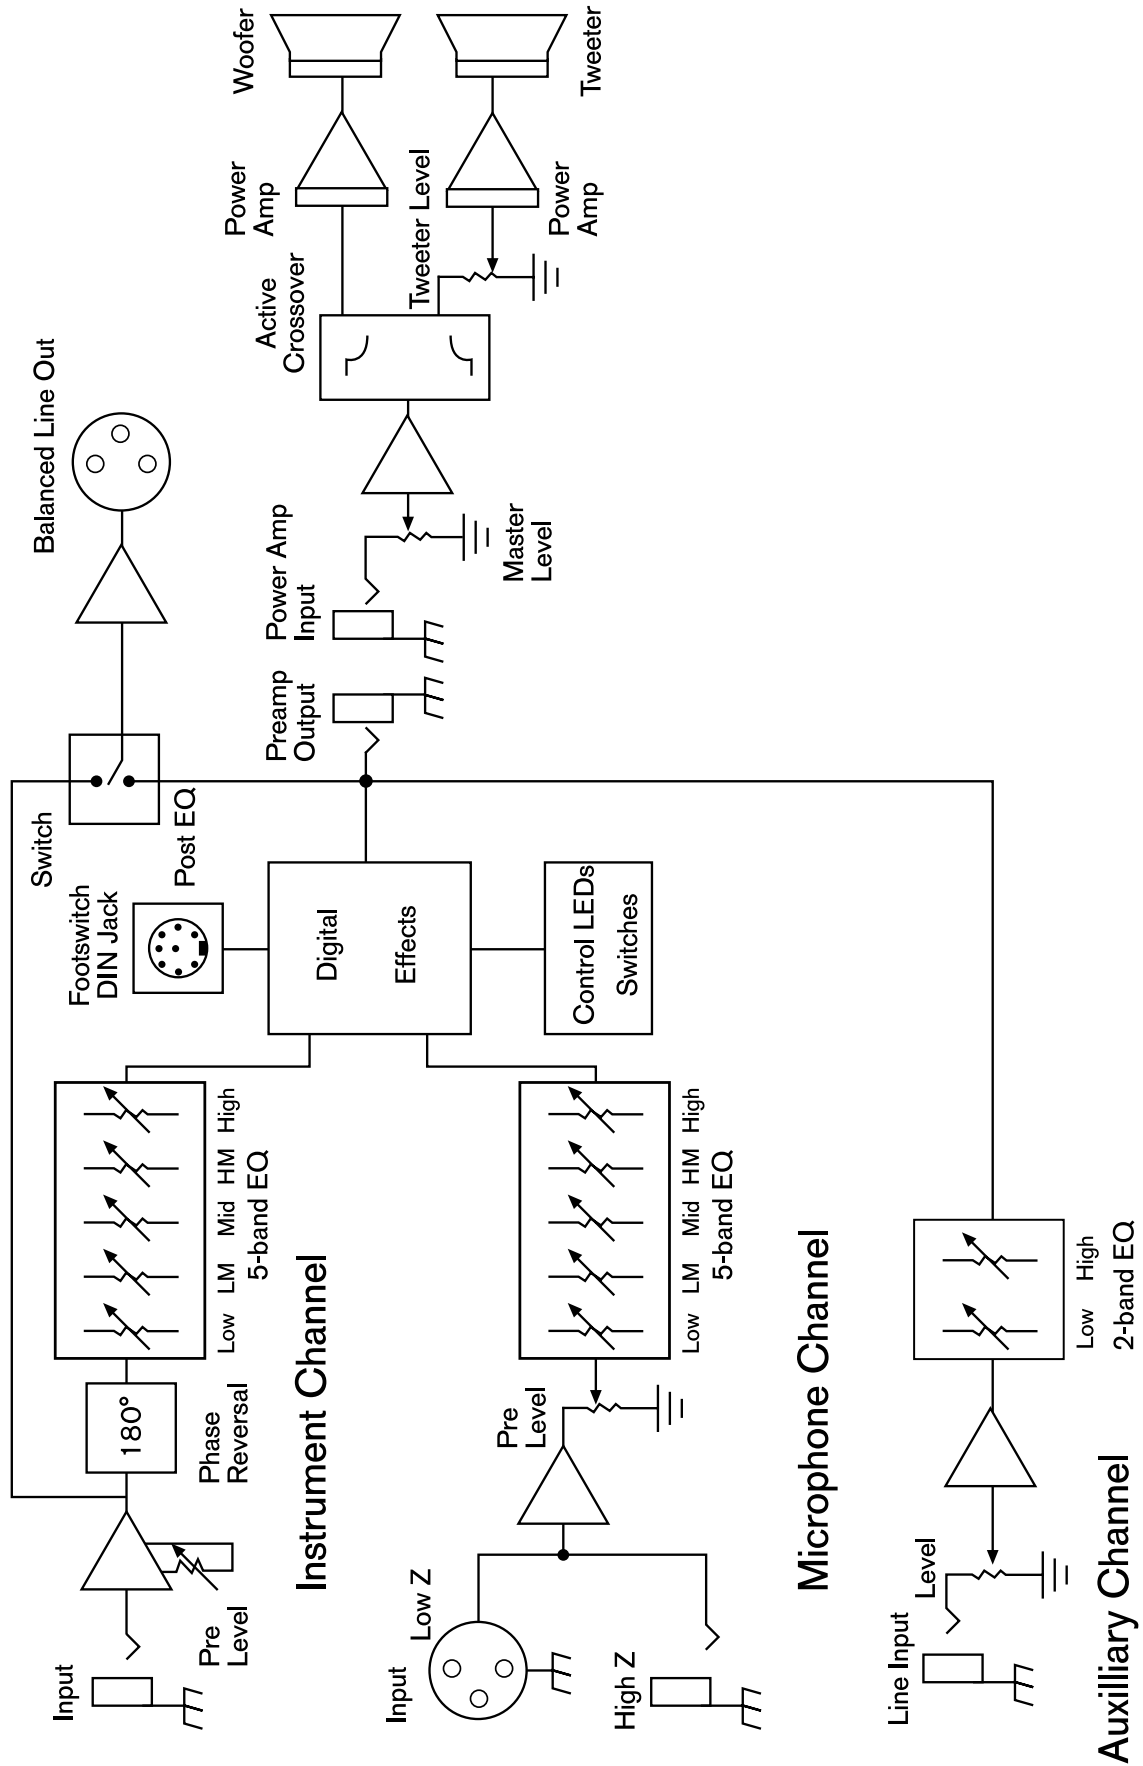 Input
Pre
Level
180°
Phase
Reversal
Low LM Mid HM High
5-band EQ
Instrument Channel
Footswitch
DIN Jack
Switch
Post EQ
Balanced Line Out
Digital
Effects
Control LEDs
Switches
Preamp
Output
Power Amp
Input
Master
Level
Active
Crossover
Tweeter Level
Power
Amp
Woofer
Power
Amp
Tweeter
Input
Low Z
High Z
Pre
Level
Low LM Mid HM High
5-band EQ
Microphone Channel
Line Input
Level
Low High
2-band EQ
Auxilliary Channel